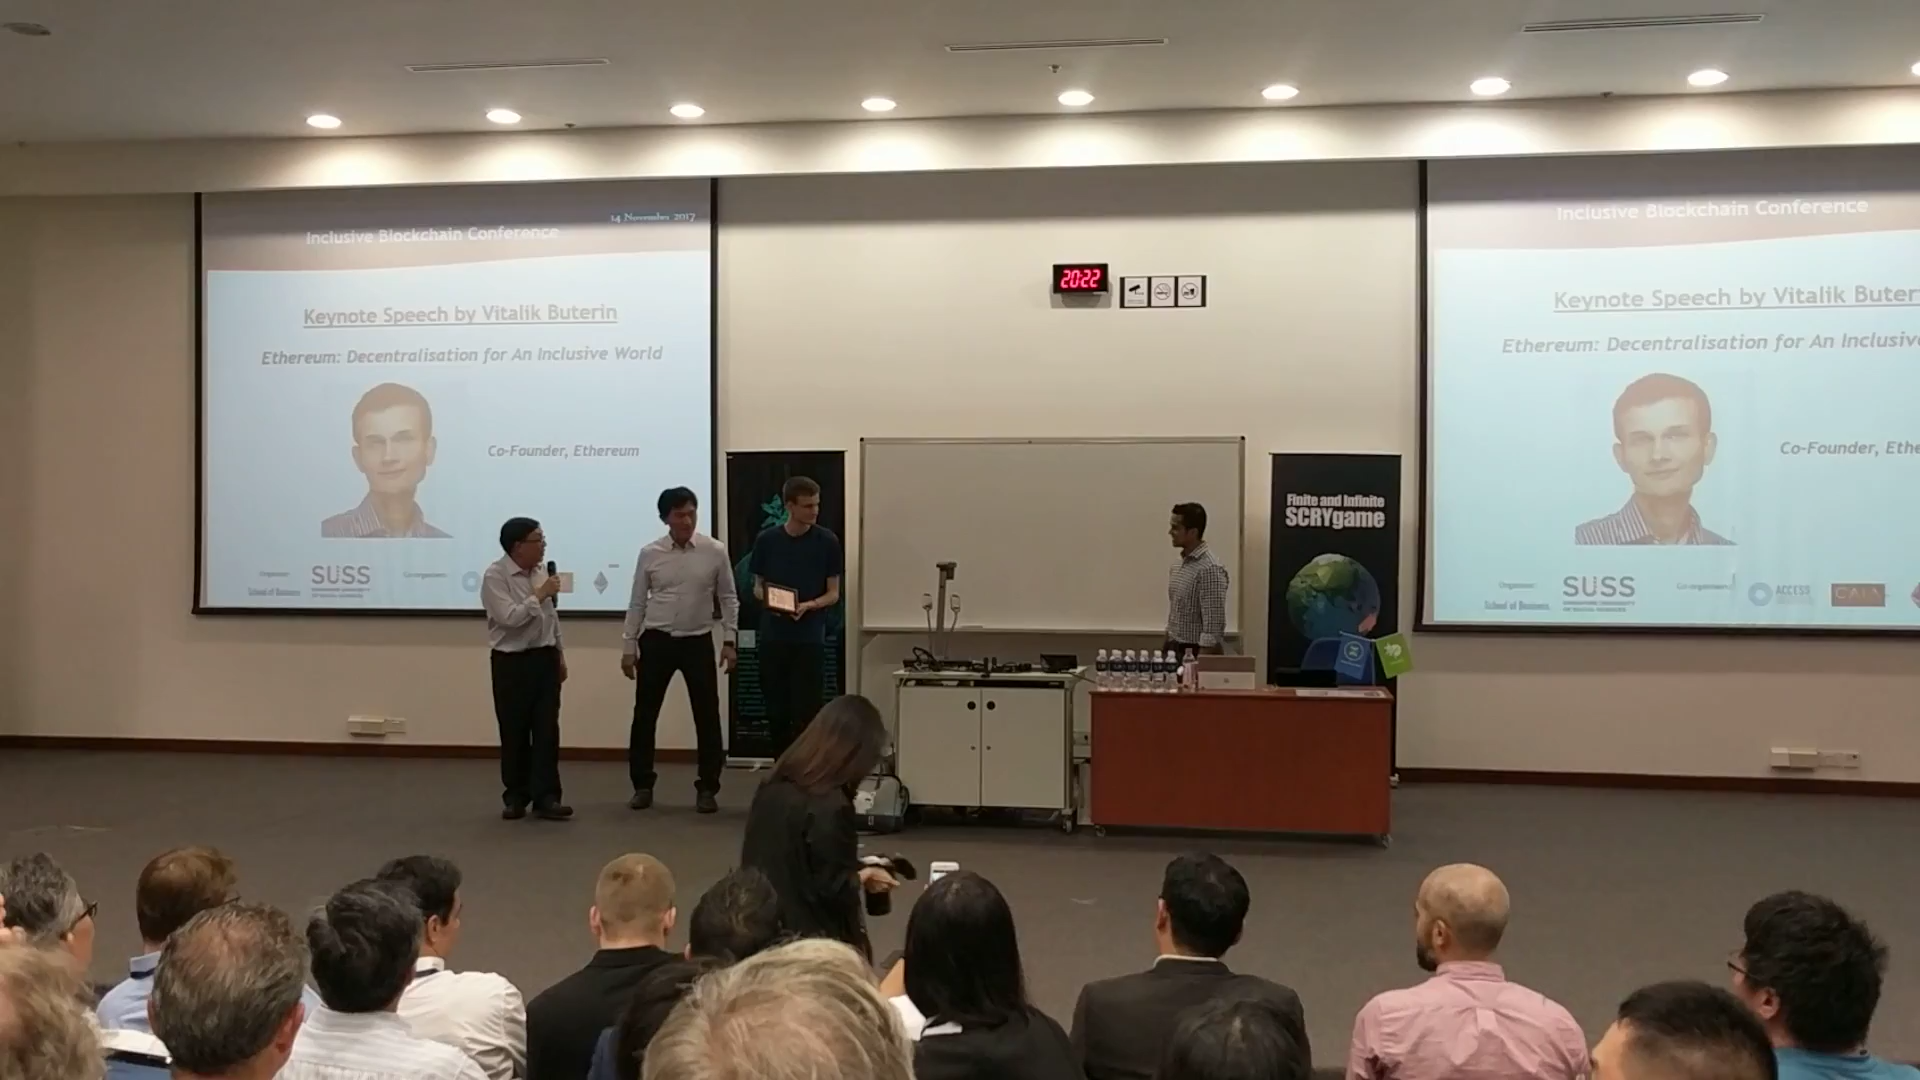 14 November 2017
Inclusive Blockchain Conference
Keynote Speech by Vitalik Buterin
Ethereum: Decentralisation for An Inclusive World
Co-Founder, Ethereum
School of Business
SUSS
20:22
Finite and Infinite
SCRYgame
Inclusive Blockchain Conference
Keynote Speech by Vitalik Buter
Ethereum: Decentralisation for An Inclusiv
Co-Founder, Ethe
School of Business
SUSS
ACCESS
CAIA